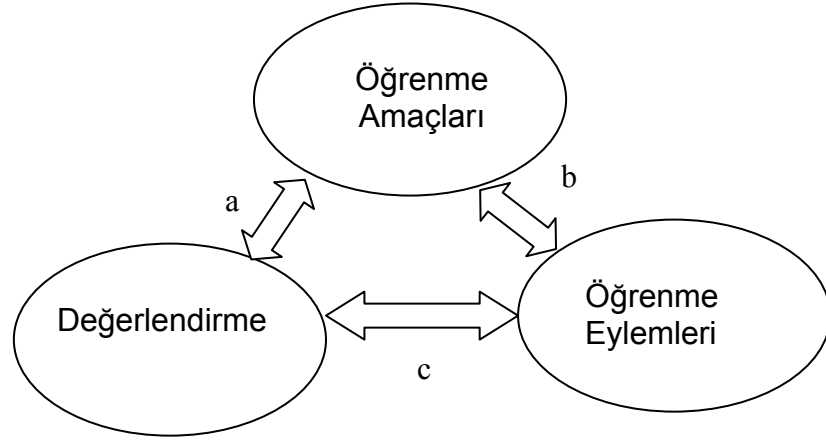 Öğrenme
Amaçları
a
b
Değerlendirme
Öğrenme
Eylemleri
c